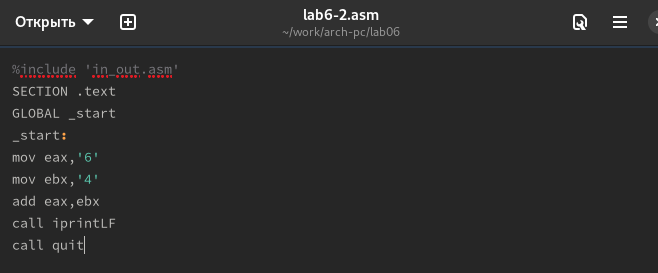 Открыть
lab6-2.asm
~/work/arch-pc/lab06
%include 'in_out.asm'
SECTION .text
GLOBAL _start
_start:
mov eax,'6'
mov ebx,'4'
add eax,ebx
call iprintLF
call quit